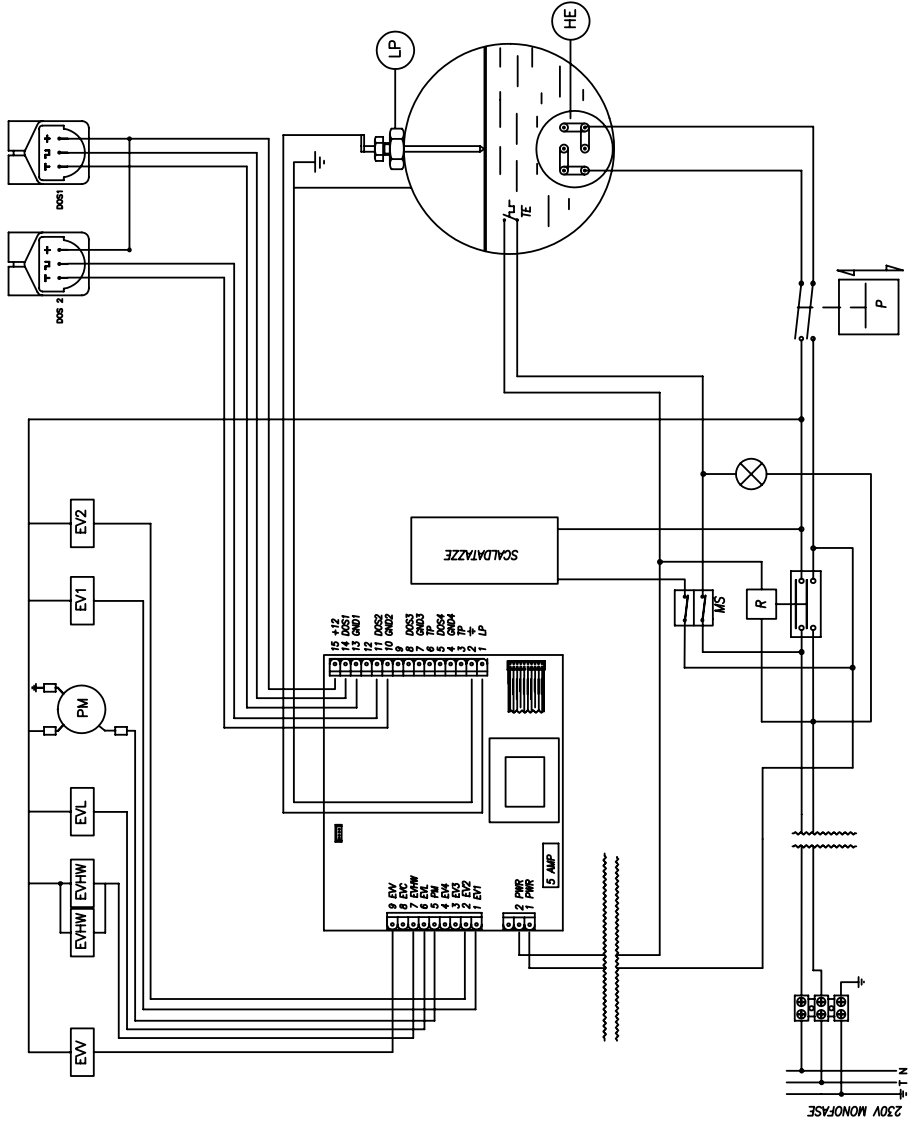 LP
HE
DOS1
DOS 2
TE
P
EV2
EV1
PM
EVL
EVHW
EVHW
EVV
SCALDATAZZE
MS
R
15 +12
14 DOS1
13 GND1
12
11 DOS2
10 GND2
9
8 DOS3
7 GND3
6 TP
5 DOS4
4 GND4
3 TP
2
1 LP
9 EVV
8 EVC
7 EVHW
6 EVL
5 PM
4 EV4
3 EV3
2 EV2
1 EV1
2 PWR
1 PWR
5 AMP
N
T
230V MONOFASE